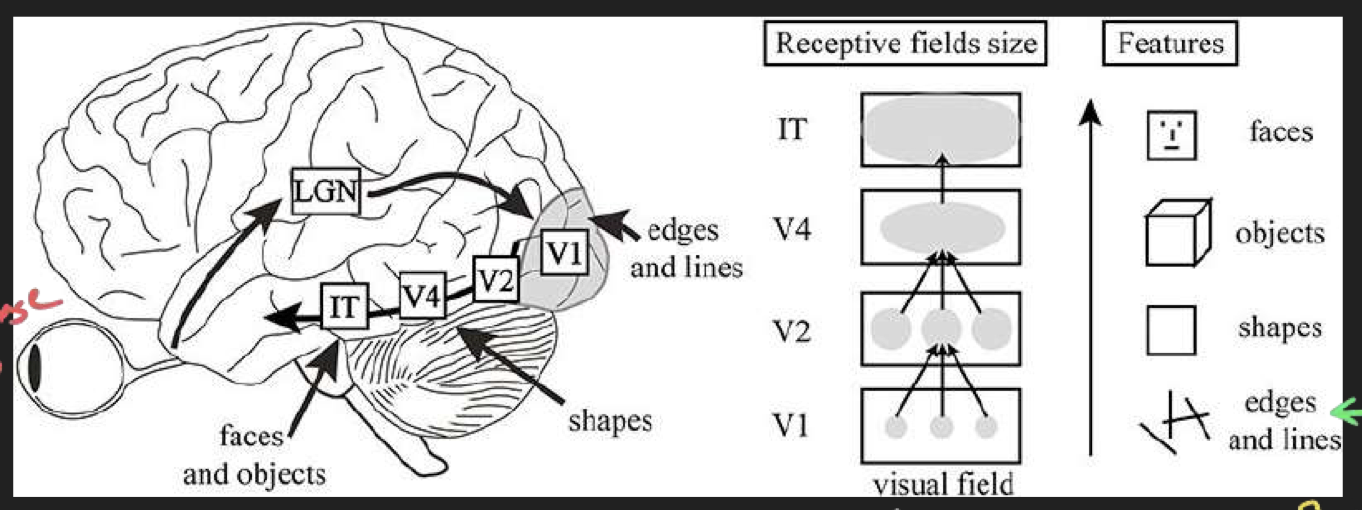 LGN
V1
V2
V4
IT
edges
and lines
shapes
faces
and objects
Receptive fields size
IT
V4
V2
V1
visual field
Features
faces
objects
shapes
edges
and lines